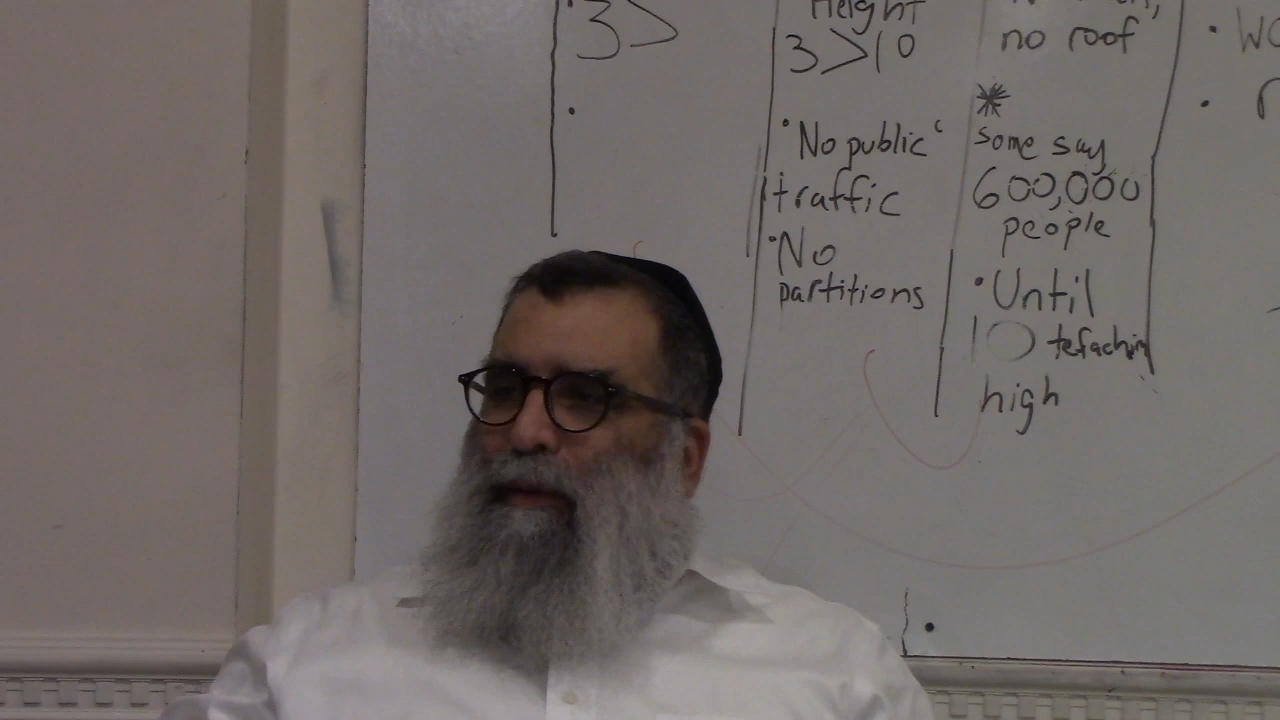 • 3 >
•
Height
3>10
• No public
traffic
• No
partitions
no roof
*
some say
600,000
people
• Until
10 tefachim
high
•
•
•